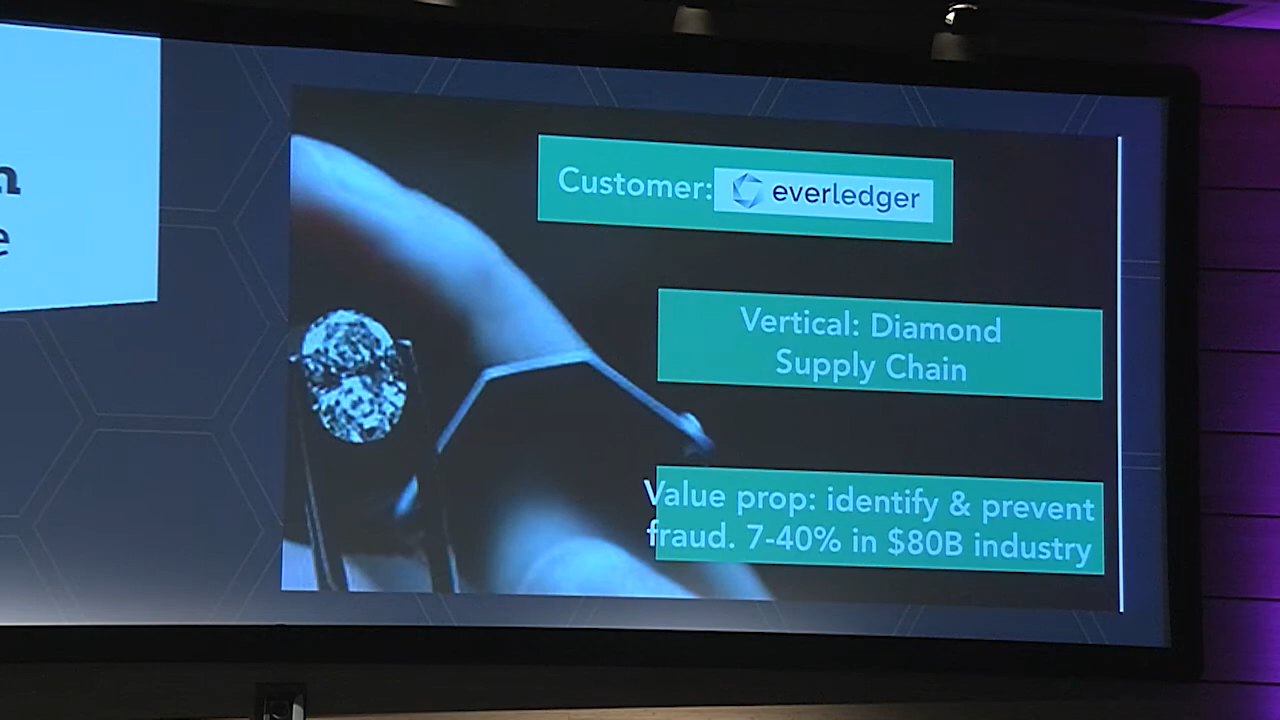 Customer: everledger
Vertical: Diamond
Supply Chain
Value prop: identify & prevent
fraud. 7-40% in $80B industry